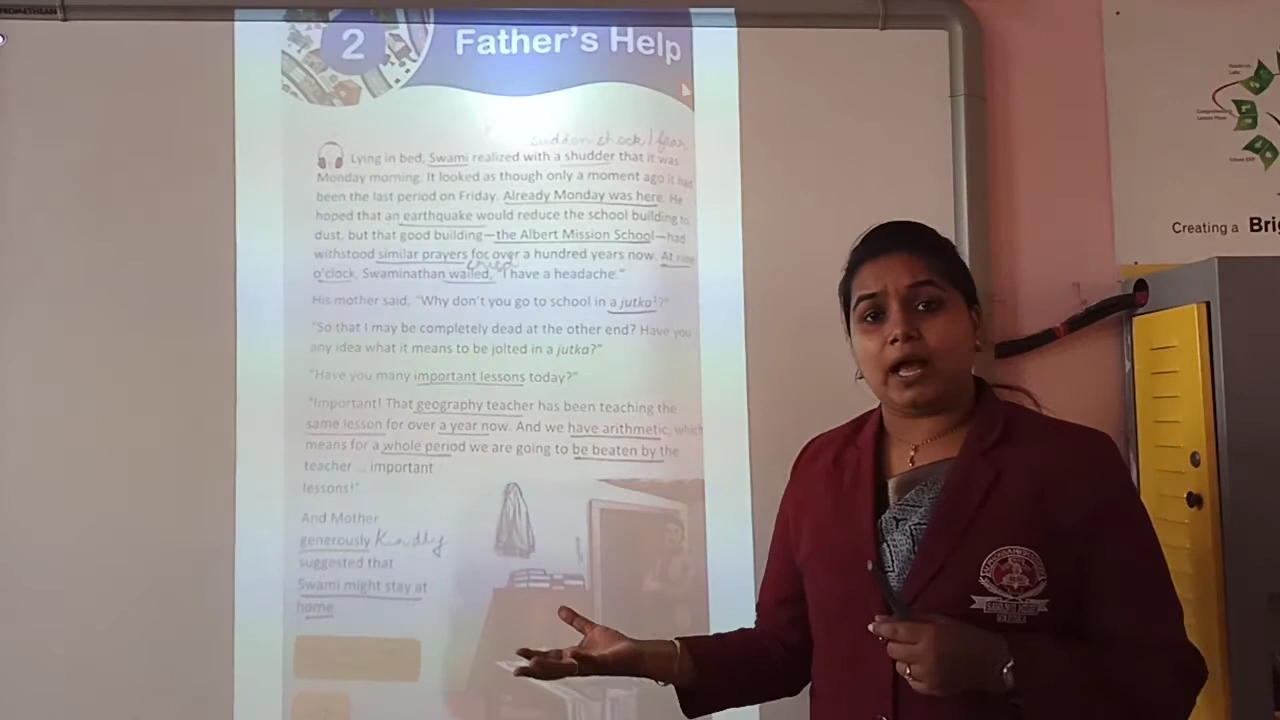 PROMETHEAN
2
Father's Help
sudden shock / fear
Lying in bed, Swami realized with a shudder that it was
Monday morning. It looked as though only a moment ago it had
been the last period on Friday. Already Monday was here. He
hoped that an earthquake would reduce the school building to
dust, but that good building—the Albert Mission School—had
withstood similar prayers for over a hundred years now. At nine
cried
o'clock, Swaminathan wailed, "I have a headache."
His mother said, "Why don't you go to school in a jutka¹?"
"So that I may be completely dead at the other end? Have you
any idea what it means to be jolted in a jutka?"
"Have you many important lessons today?"
"Important! That geography teacher has been teaching the
same lesson for over a year now. And we have arithmetic, which
means for a whole period we are going to be beaten by the
teacher ... important
lessons!"
And Mother
generously Kindly
suggested that
Swami might stay at
home
Creating a Brig